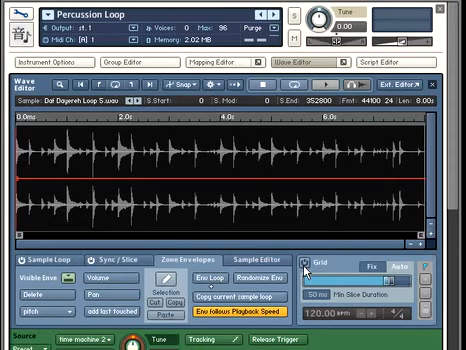 Percussion Loop
S
Tune
0.00
M
Output: st. 1
Voices: 0 Max: 96
Purge
Midi Ch: [A] 1
Memory: 2.02 MB
Instrument Options
Group Editor
Mapping Editor
Wave Editor
Script Editor
Wave Editor
Snap
Ext. Editor
Sample: Daf Dayereh Loop 5.wav
S.Start: 0
S. Mod: 0
S.End: 352800
Fmt: 44100 24
Len: 8.00s
0.0ms
2.0s
4.0s
6.0s
Sample Loop
Sync / Slice
Zone Envelopes
Sample Editor
Grid
Fix
Auto
Visible Env
Volume
Env Loop
Randomize Env
Delete
Pan
Selection
Cut
Copy
Copy current sample loop
50 ms
Min Slice Duration
pitch
add last touched
Paste
Env follows Playback Speed
120.00 BPM
4/4
Source
Preset
time machine 2
Tune
Tracking
Release Trigger